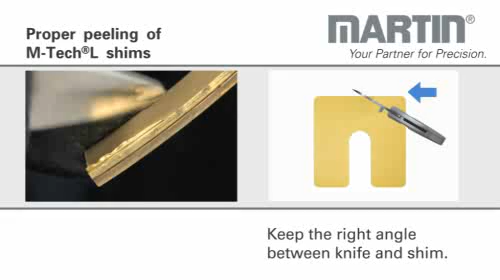 Proper peeling of
M-Tech®L shims
MARTIN®
Your Partner for Precision.
Keep the right angle
between knife and shim.